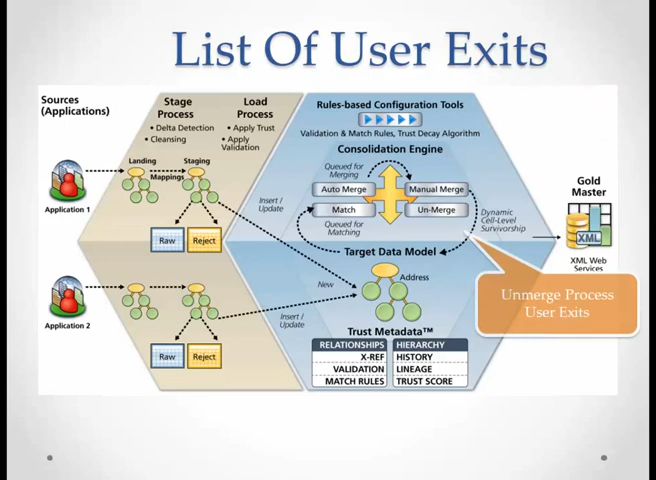 List Of User Exits
Sources
(Applications)
Stage
Process
• Delta Detection
• Cleansing
Load
Process
• Apply Trust
• Apply
Validation
Landing
Mappings
Staging
Application 1
Raw
Reject
Application 2
Raw
Reject
Insert /
Update
New
Insert /
Update
Rules-based Configuration Tools
Validation & Match Rules, Trust Decay Algorithm
Consolidation Engine
Queued for
Merging
Auto Merge
Manual Merge
Match
Un-Merge
Queued for
Matching
Dynamic
Cell-Level
Survivorship
Target Data Model
Address
Trust Metadata™
RELATIONSHIPS HIERARCHY
X-REF HISTORY
VALIDATION LINEAGE
MATCH RULES TRUST SCORE
Gold
Master
XML
XML Web
Services
Unmerge Process
User Exits